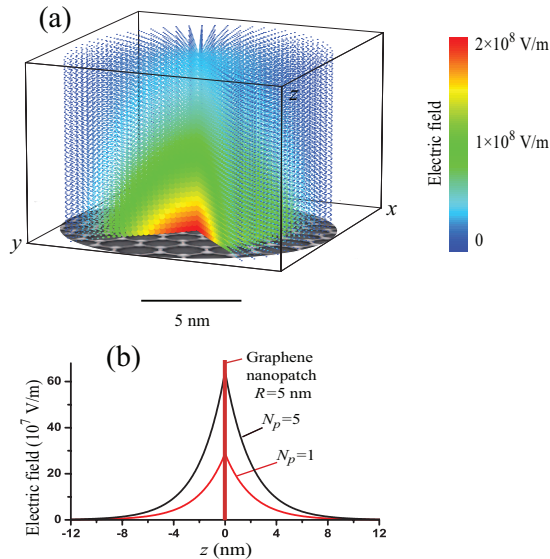 (a)
z
x
y
5 nm
2×10⁸ V/m
1×10⁸ V/m
0
Electric field
(b)
Graphene
nanopatch
R=5 nm
Nₚ=5
Nₚ=1
Electric field (10⁷ V/m)
60
40
20
0
-12 -8 -4 0 4 8 12
z (nm)